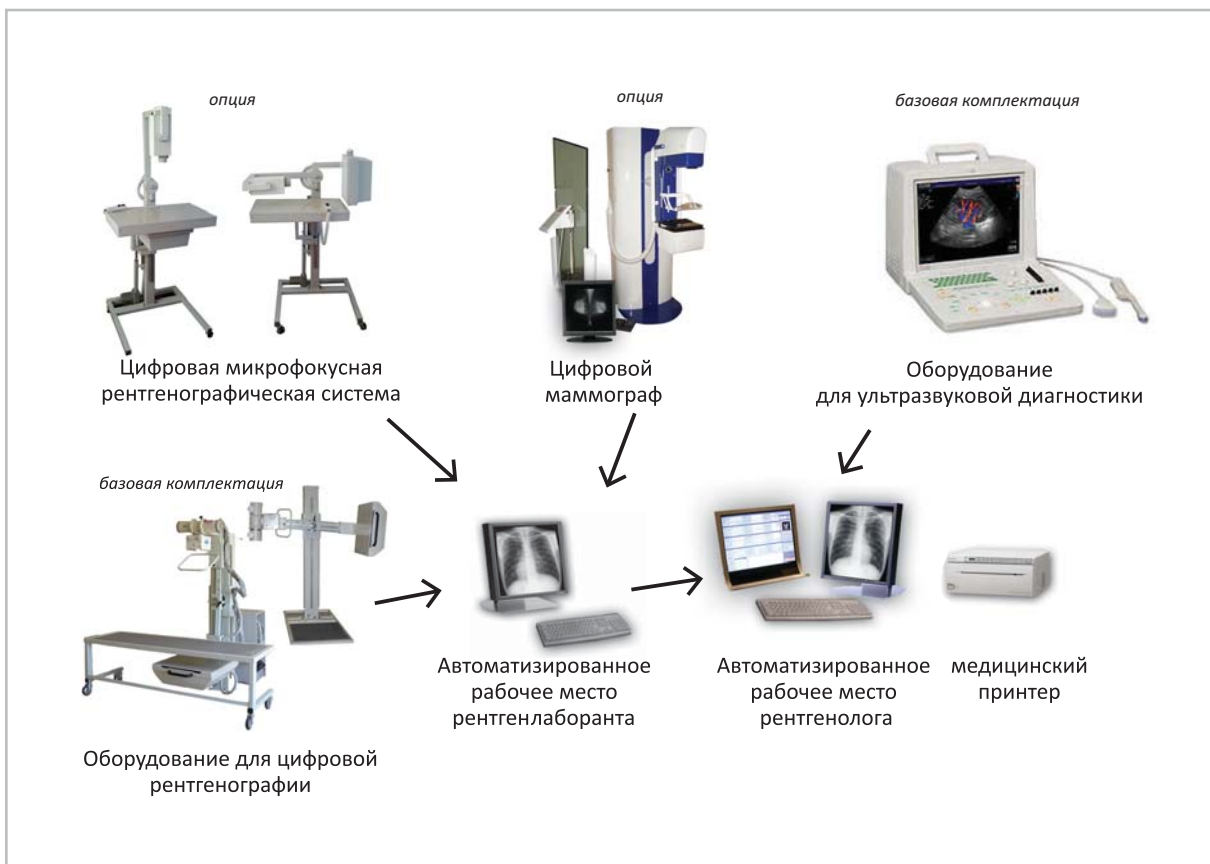 опция
опция
базовая комплектация
Цифровая микрофокусная
рентгенографическая система
Цифровой
маммограф
Оборудование
для ультразвуковой диагностики
базовая комплектация
Автоматизированное
рабочее место
рентгенлаборанта
Автоматизированное
рабочее место
рентгенолога
медицинский
принтер
Оборудование для цифровой
рентгенографии